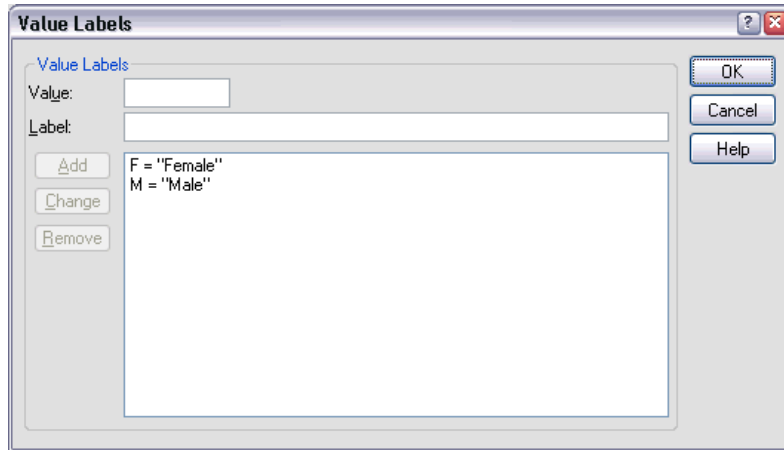 Value Labels
Value Labels
Value:
Label:
Add
Change
Remove
F = "Female"
M = "Male"
OK
Cancel
Help